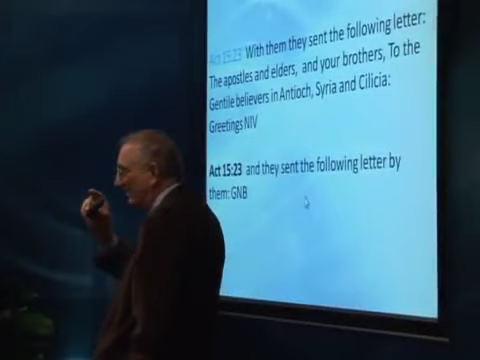 Act 15:23 With them they sent the following letter:
The apostles and elders, and your brothers, To the
Gentile believers in Antioch, Syria and Cilicia:
Greetings NIV
Act 15:23 and they sent the following letter by
them: GNB